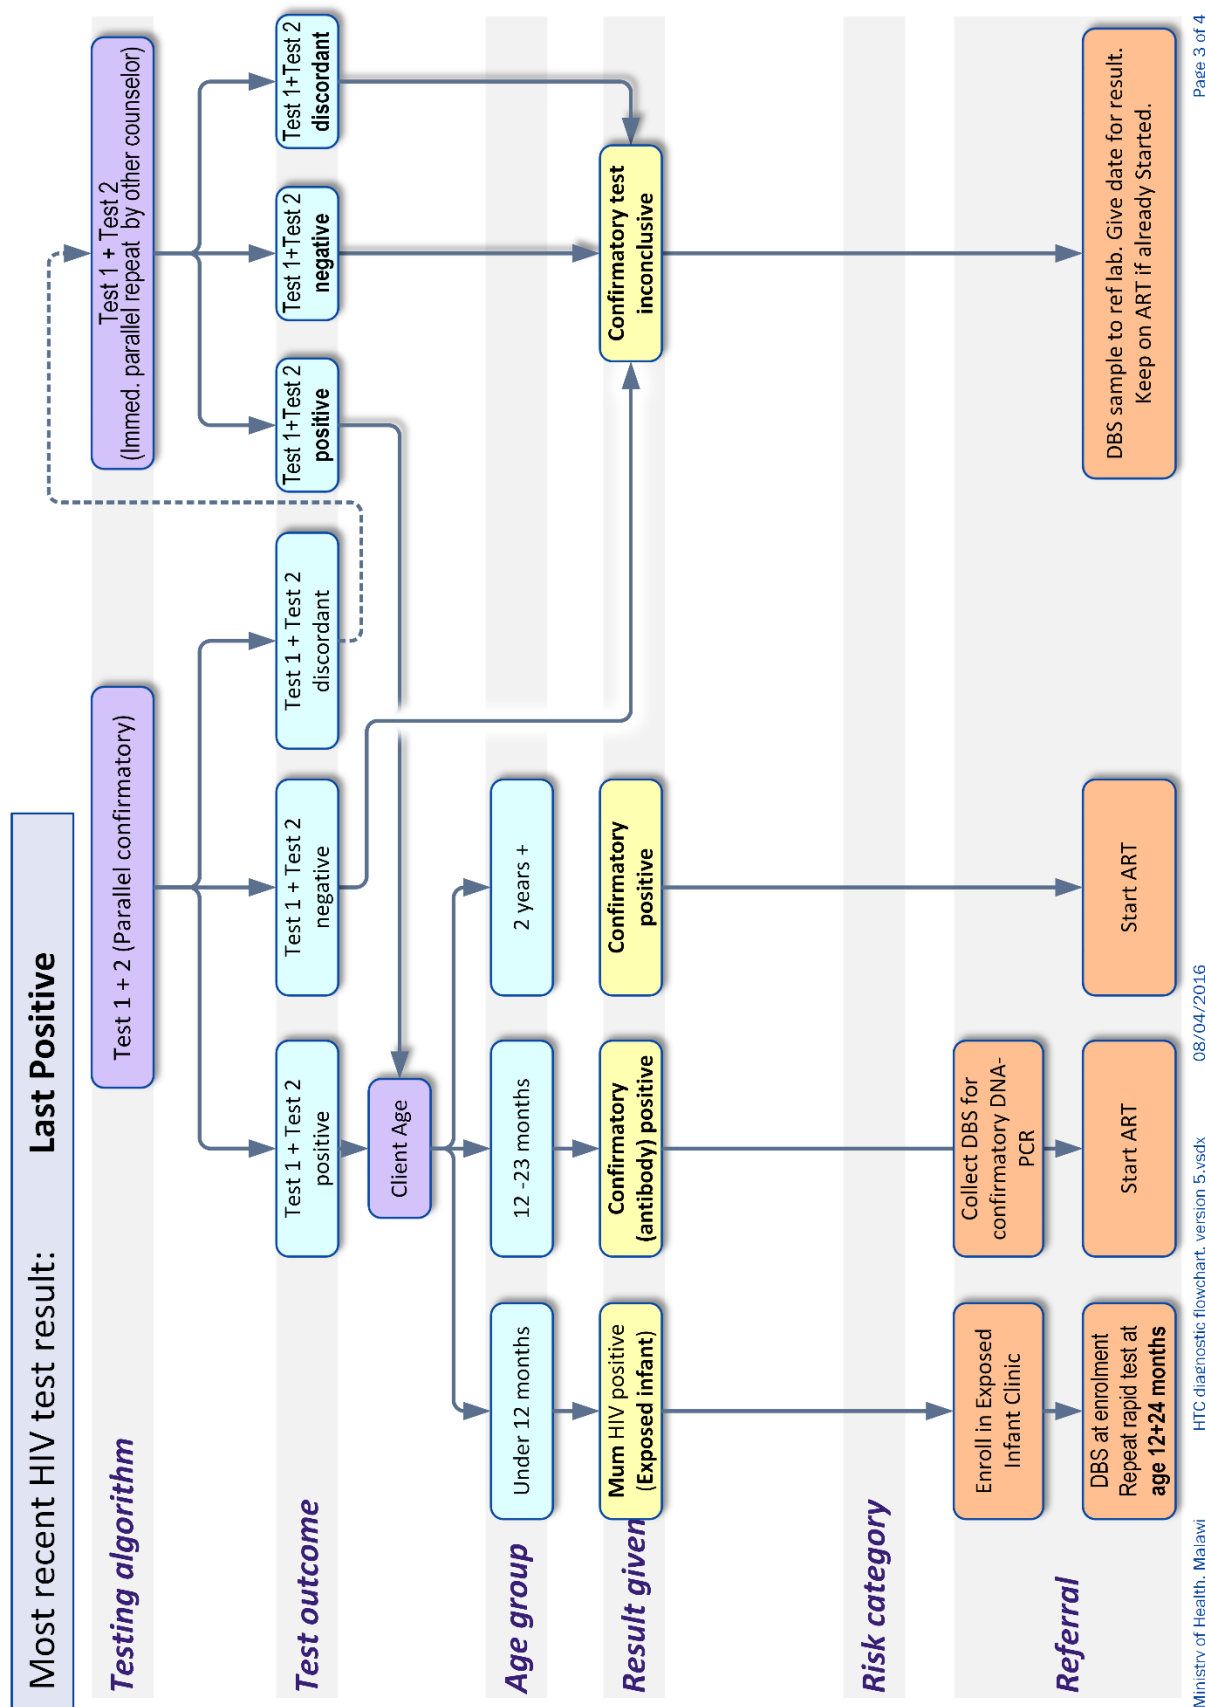 Most recent HIV test result: Last Positive
Testing algorithm
Test 1 + 2 (Parallel confirmatory)
Test 1 + Test 2
(Immed. parallel repeat by other counselor)
Test outcome
Test 1 + Test 2
positive
Test 1 + Test 2
negative
Test 1 + Test 2
discordant
Test 1+Test 2
positive
Test 1+Test 2
negative
Test 1+Test 2
discordant
Client Age
Age group
Under 12 months
12 -23 months
2 years +
Result given
Mum HIV positive
(Exposed infant)
Confirmatory
(antibody) positive
Confirmatory
positive
Confirmatory test
inconclusive
Risk category
Referral
Enroll in Exposed
Infant Clinic
Collect DBS for
confirmatory DNA-
PCR
DBS at enrolment
Repeat rapid test at
age 12+24 months
Start ART
Start ART
DBS sample to ref lab. Give date for result.
Keep on ART if already Started.
Ministry of Health, Malawi
HTC diagnostic flowchart, version 5.vsdx
08/04/2016
Page 3 of 4